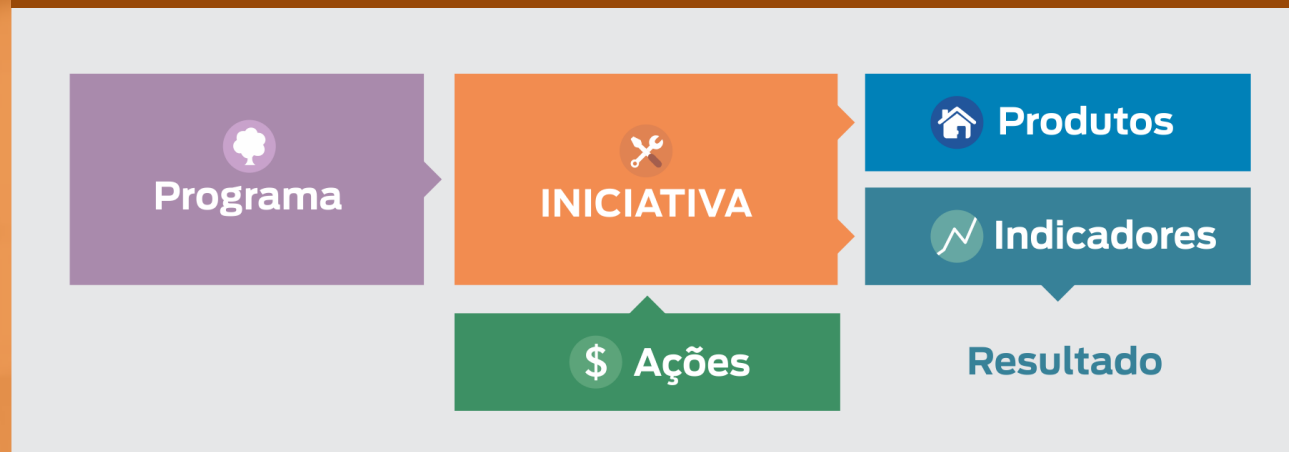 Programa
INICIATIVA
Produtos
Indicadores
$ Ações
Resultado